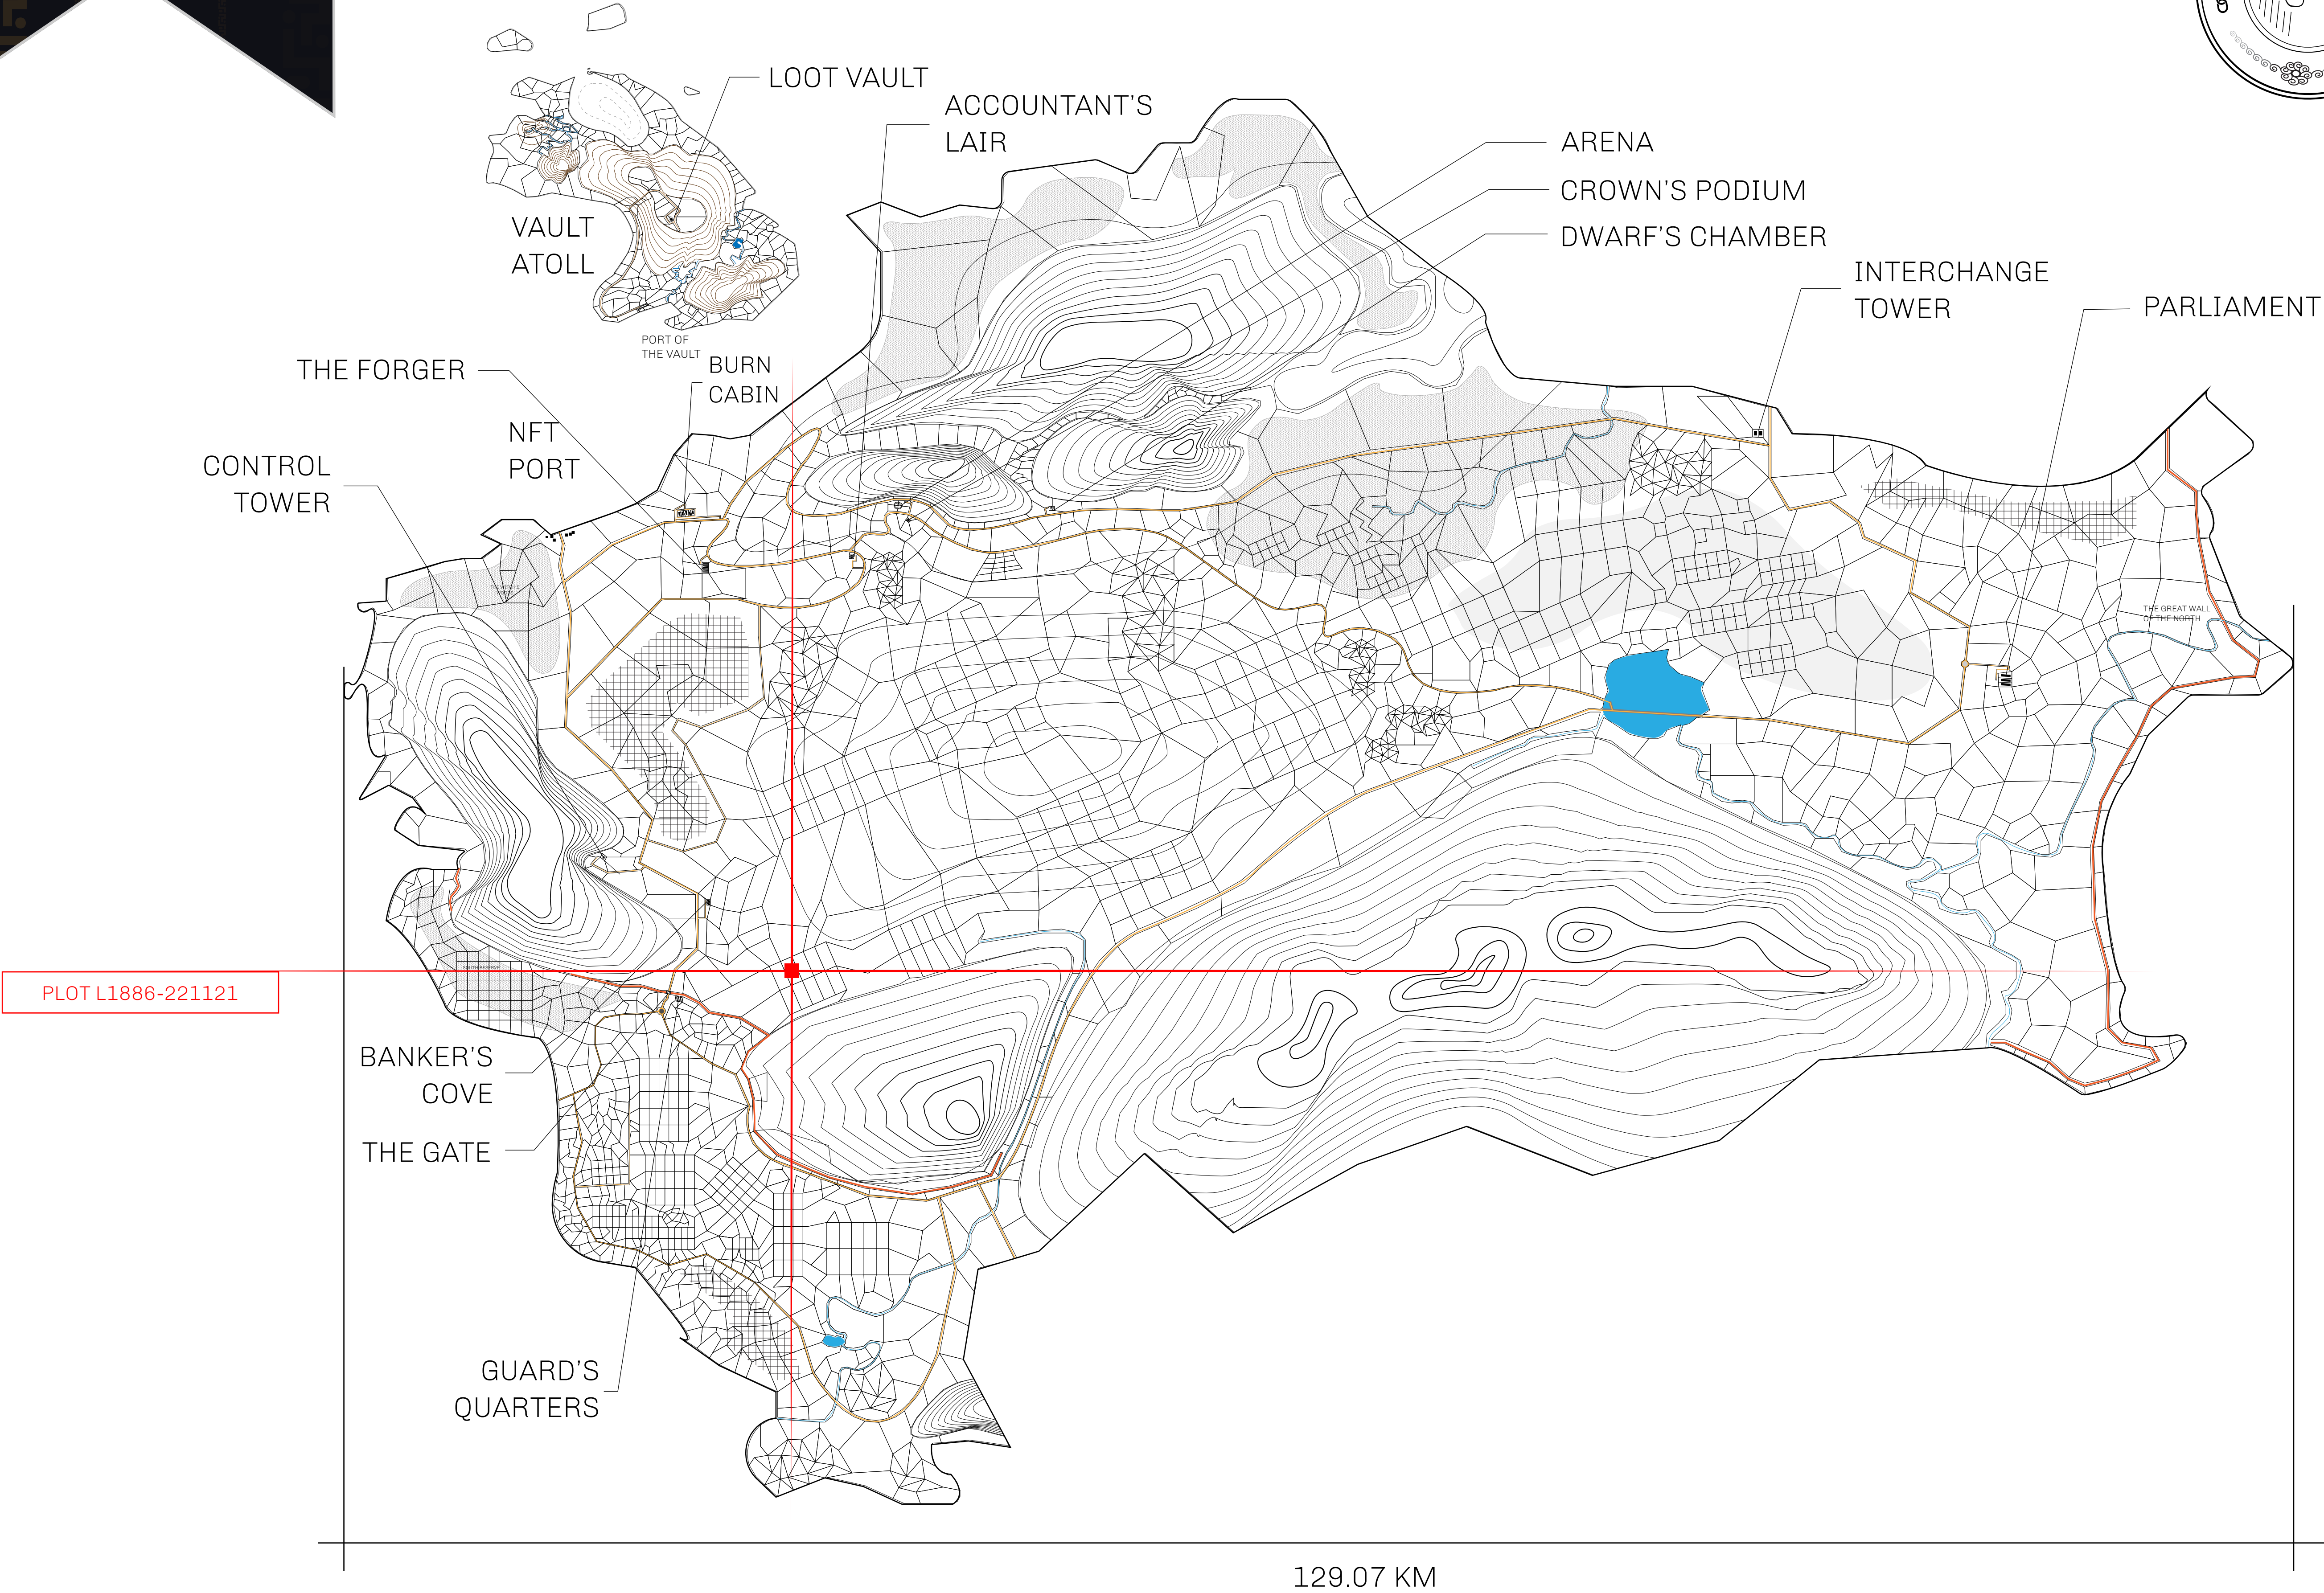 LOOT VAULT
ACCOUNTANT'S
LAIR
ARENA
CROWN'S PODIUM
DWARF'S CHAMBER
VAULT
ATOLL
INTERCHANGE
TOWER
PARLIAMENT
PORT OF
THE VAULT
BURN
CABIN
THE FORGER
NFT
PORT
CONTROL
TOWER
THE GREAT WALL
OF THE NORTH
SOUTH RESERVE
PLOT L1886-221121
BANKER'S
COVE
THE GATE
GUARD'S
QUARTERS
129.07 KM